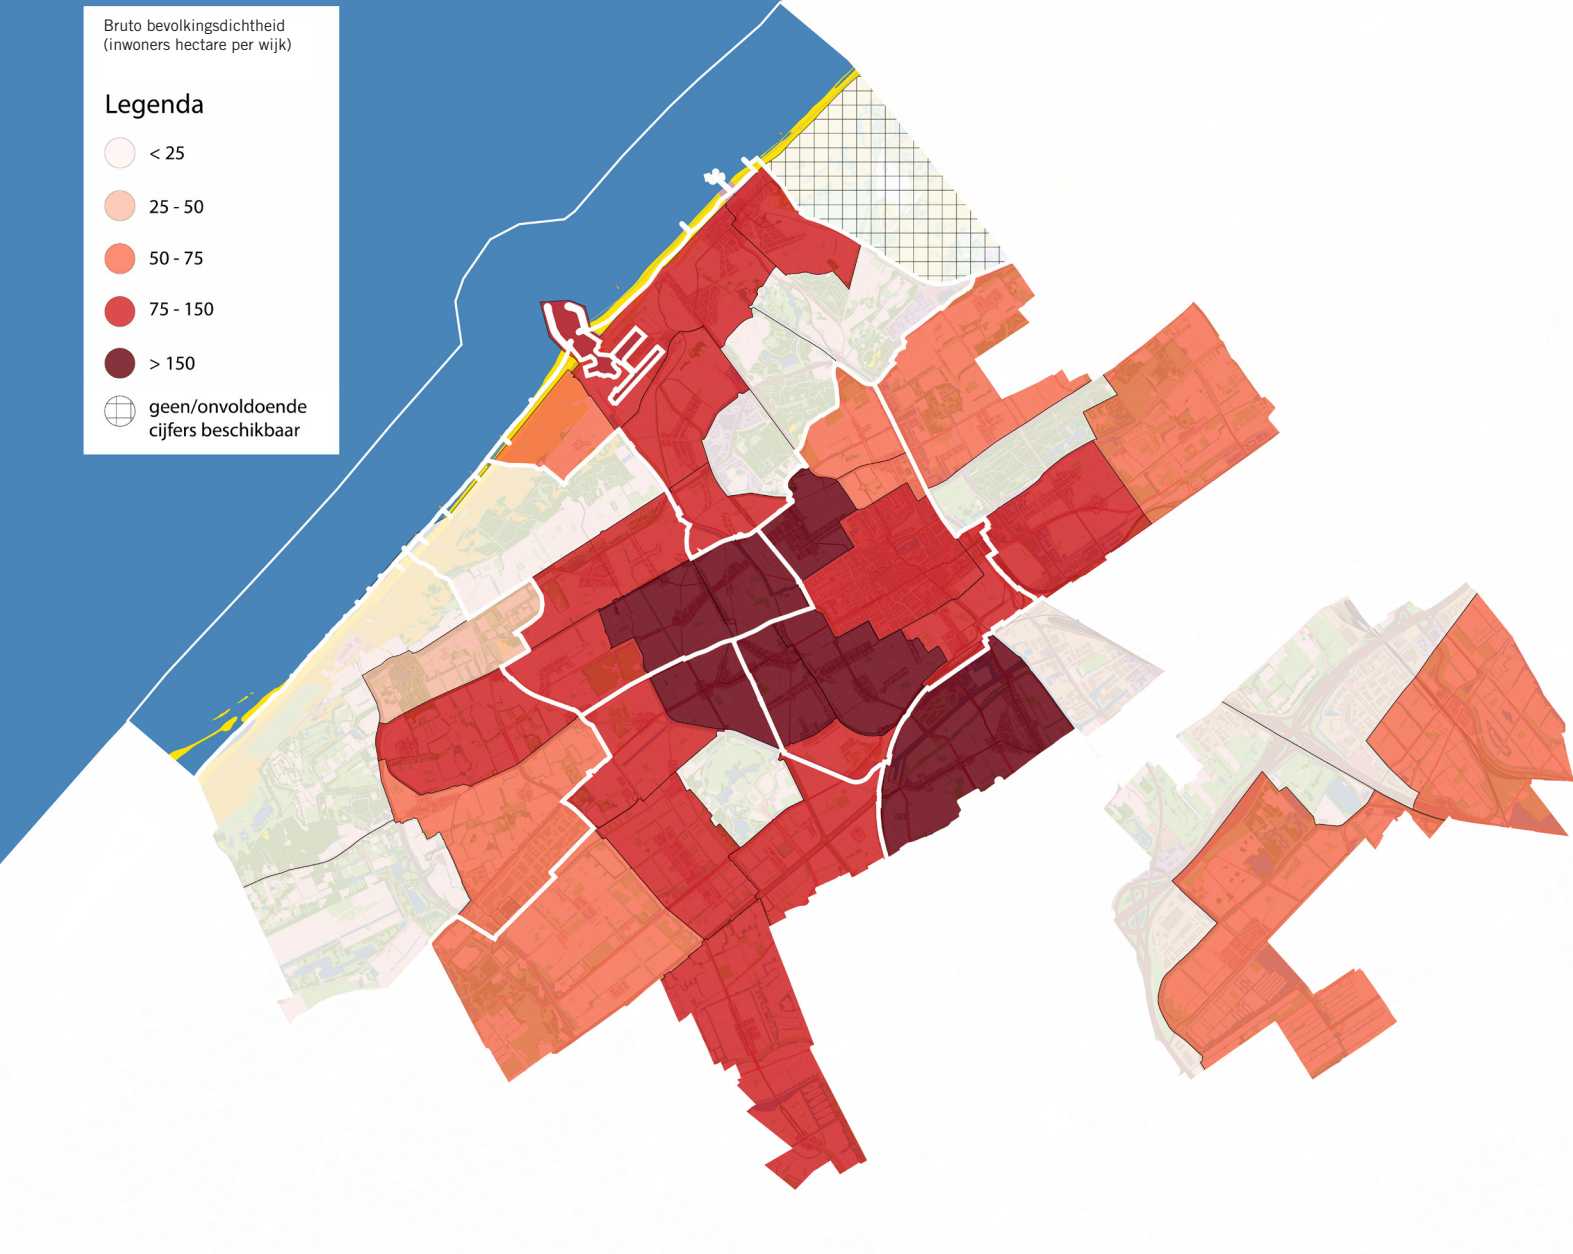 Bruto bevolkingsdichtheid
(inwoners hectare per wijk)
Legenda
< 25
25 - 50
50 - 75
75 - 150
> 150
geen/onvoldoende
cijfers beschikbaar